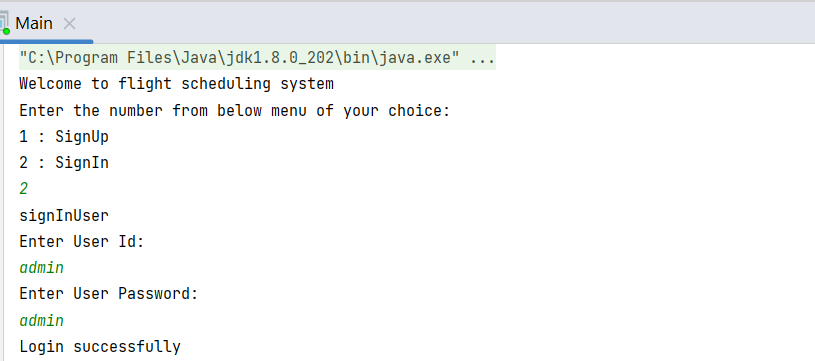 Main
"C:\Program Files\Java\jdk1.8.0_202\bin\java.exe" ...
Welcome to flight scheduling system
Enter the number from below menu of your choice:
1 : SignUp
2 : SignIn
2
signInUser
Enter User Id:
admin
Enter User Password:
admin
Login successfully